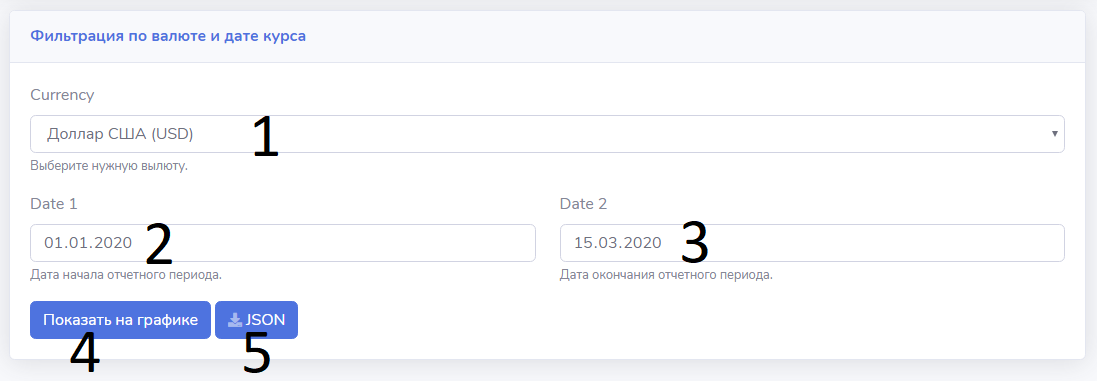 Фильтрация по валюте и дате курса
Currency
Доллар США (USD) 1
Выберите нужную вылюту.
Date 1 Date 2
01.01.2020 2 15.03.2020 3
Дата начала отчетного периода. Дата окончания отчетного периода.
Показать на графике JSON
4 5